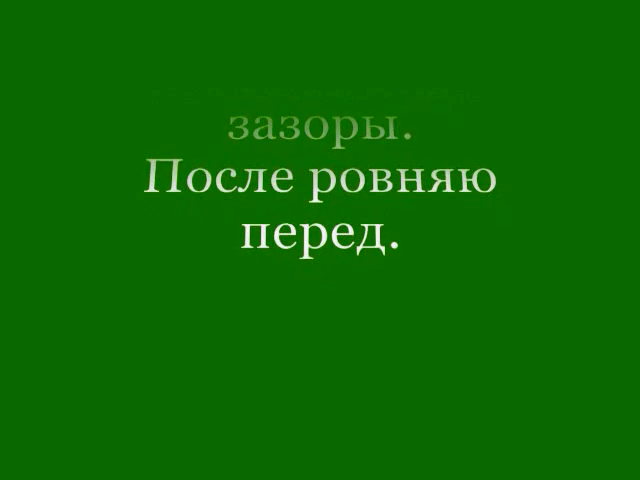 зазоры.
После ровняю
перед.